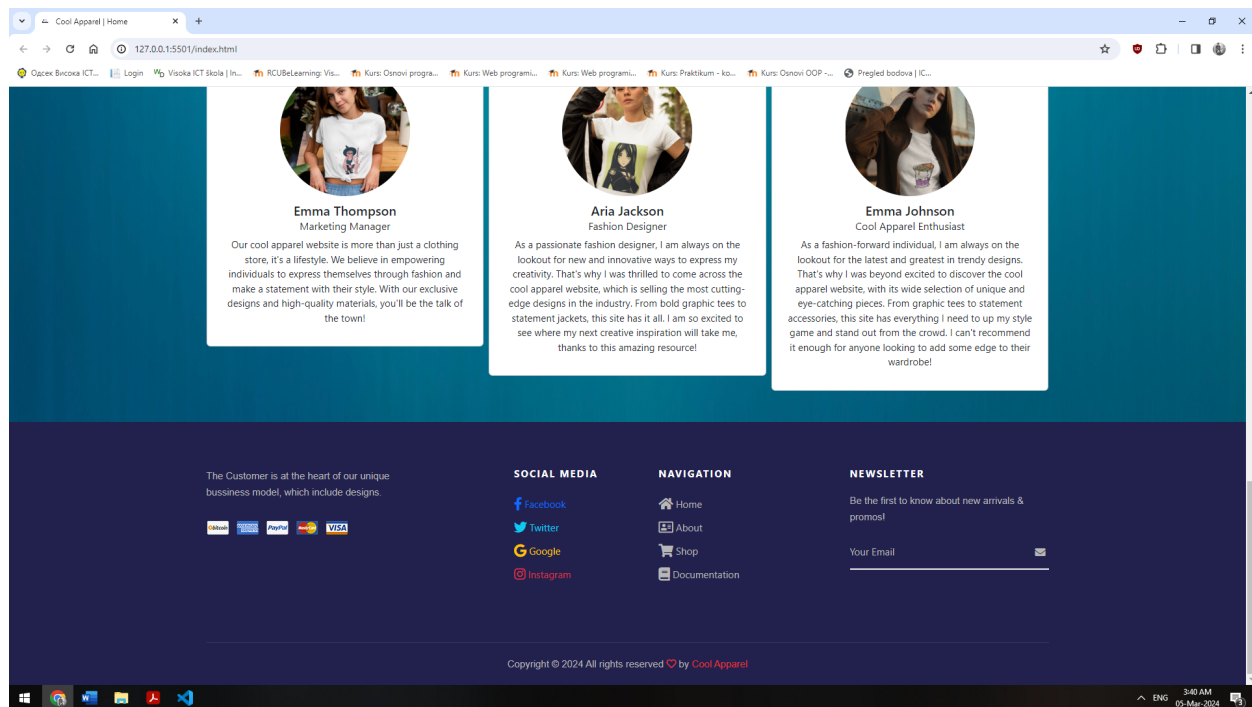 Cool Apparel | Home
127.0.0.1:5501/index.html
Одсек Висока ICT...
Login
Visoka ICT škola | In...
RCUBeLearning: Vis...
Kurs: Osnovi progra...
Kurs: Web programi...
Kurs: Web programi...
Kurs: Praktikum - ko...
Kurs: Osnovi OOP -...
Pregled bodova | IC...
Emma Thompson
Marketing Manager
Our cool apparel website is more than just a clothing
store, it's a lifestyle. We believe in empowering
individuals to express themselves through fashion and
make a statement with their style. With our exclusive
designs and high-quality materials, you'll be the talk of
the town!
Aria Jackson
Fashion Designer
As a passionate fashion designer, I am always on the
lookout for new and innovative ways to express my
creativity. That's why I was thrilled to come across the
cool apparel website, which is selling the most cutting-
edge designs in the industry. From bold graphic tees to
statement jackets, this site has it all. I am so excited to
see where my next creative inspiration will take me,
thanks to this amazing resource!
Emma Johnson
Cool Apparel Enthusiast
As a fashion-forward individual, I am always on the
lookout for the latest and greatest in trendy designs.
That's why I was beyond excited to discover the cool
apparel website, with its wide selection of unique and
eye-catching pieces. From graphic tees to statement
accessories, this site has everything I need to up my style
game and stand out from the crowd. I can't recommend
it enough for anyone looking to add some edge to their
wardrobe!
The Customer is at the heart of our unique
bussiness model, which include designs.
bitcoin
PayPal
VISA
SOCIAL MEDIA
Facebook
Twitter
Google
Instagram
NAVIGATION
Home
About
Shop
Documentation
NEWSLETTER
Be the first to know about new arrivals &
promos!
Your Email
Copyright © 2024 All rights reserved by Cool Apparel
ENG
3:40 AM
05-Mar-2024